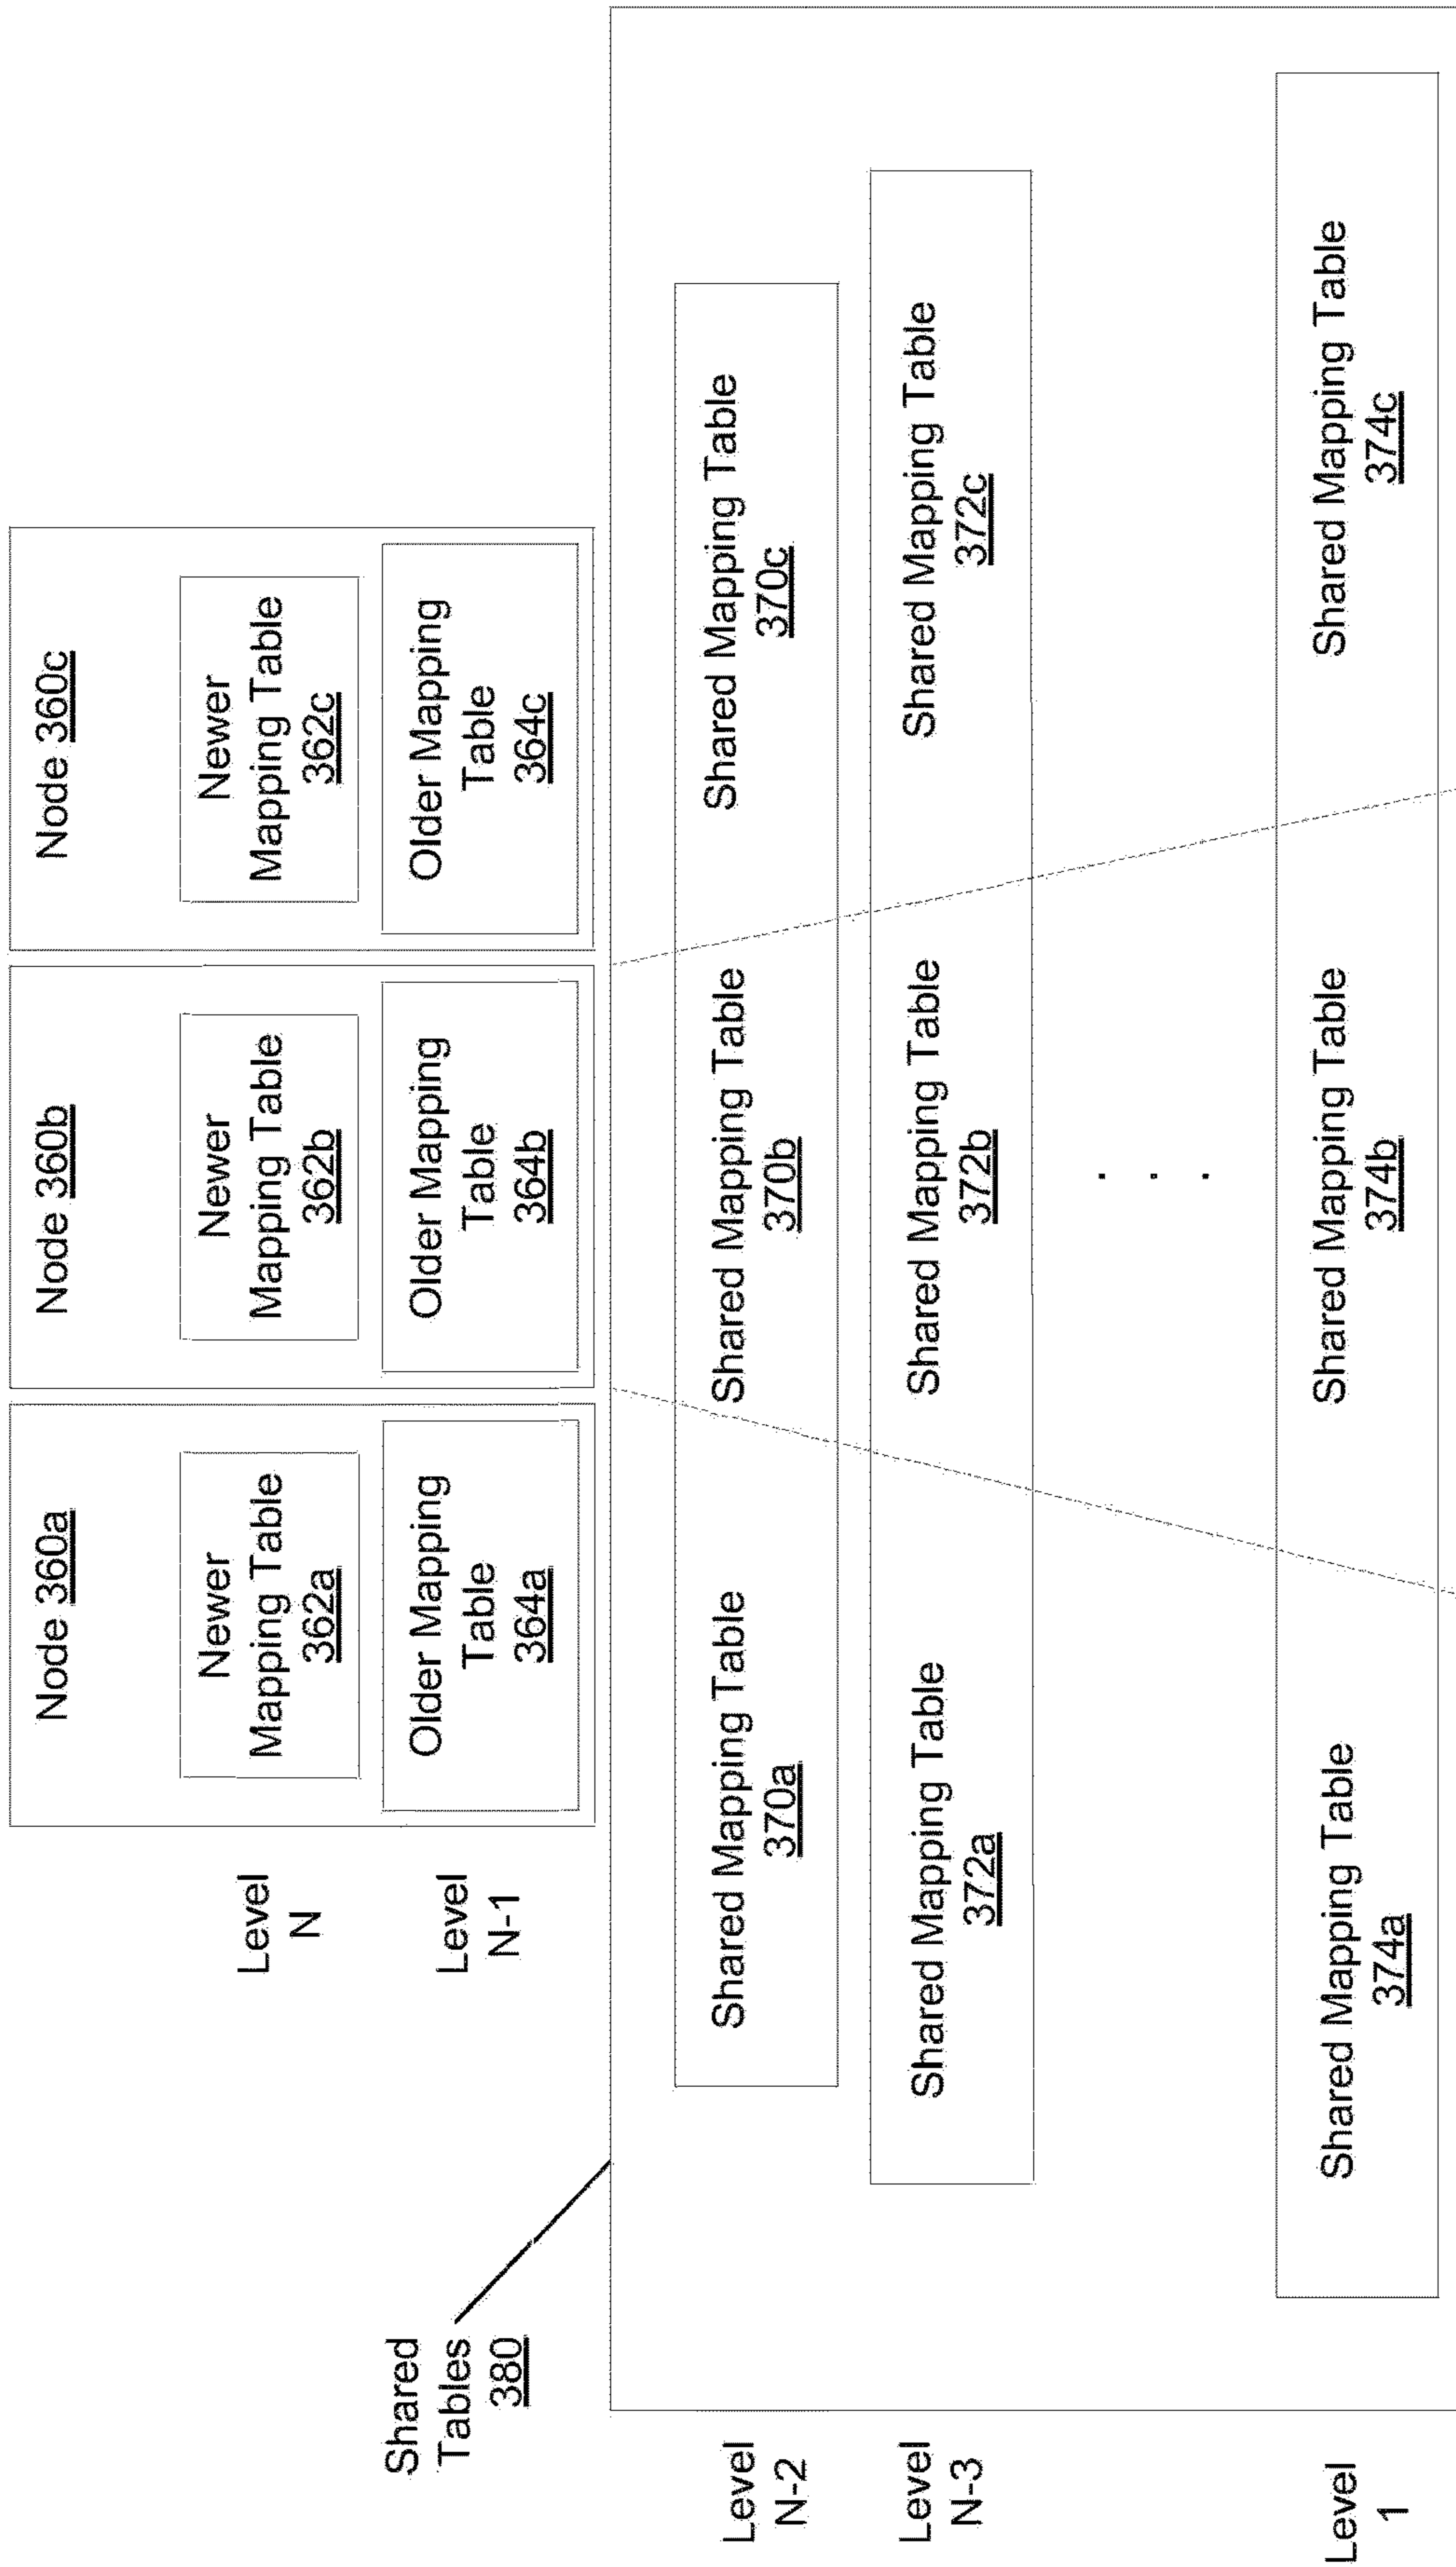 Node 360a
Node 360b
Node 360c
Level
N
Newer
Mapping Table
362a
Newer
Mapping Table
362b
Newer
Mapping Table
362c
Level
N-1
Older Mapping
Table
364a
Older Mapping
Table
364b
Older Mapping
Table
364c
Shared
Tables
380
Level
N-2
Shared Mapping Table
370a
Shared Mapping Table
370b
Shared Mapping Table
370c
Level
N-3
Shared Mapping Table
372a
Shared Mapping Table
372b
Shared Mapping Table
372c
. . .
Level
1
Shared Mapping Table
374a
Shared Mapping Table
374b
Shared Mapping Table
374c